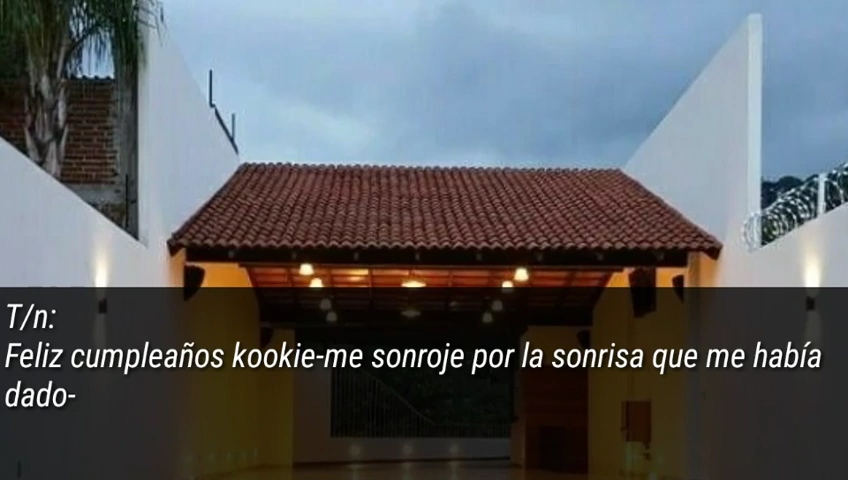 T/n:
Feliz cumpleaños kookie-me sonroje por la sonrisa que me había
dado-